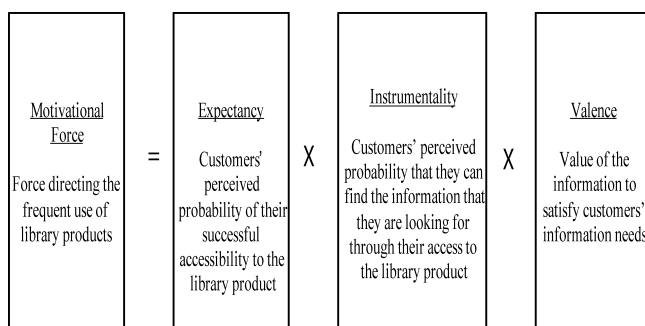 Motivational
Force
Force directing the
frequent use of
library products
=
Expectancy
Customers'
perceived
probability of their
successful
accessibility to the
library product
X
Instrumentality
Customers' perceived
probability that they can
find the information that
they are looking for
through their access to
the library product
X
Valence
Value of the
information to
satisfy customers'
information needs